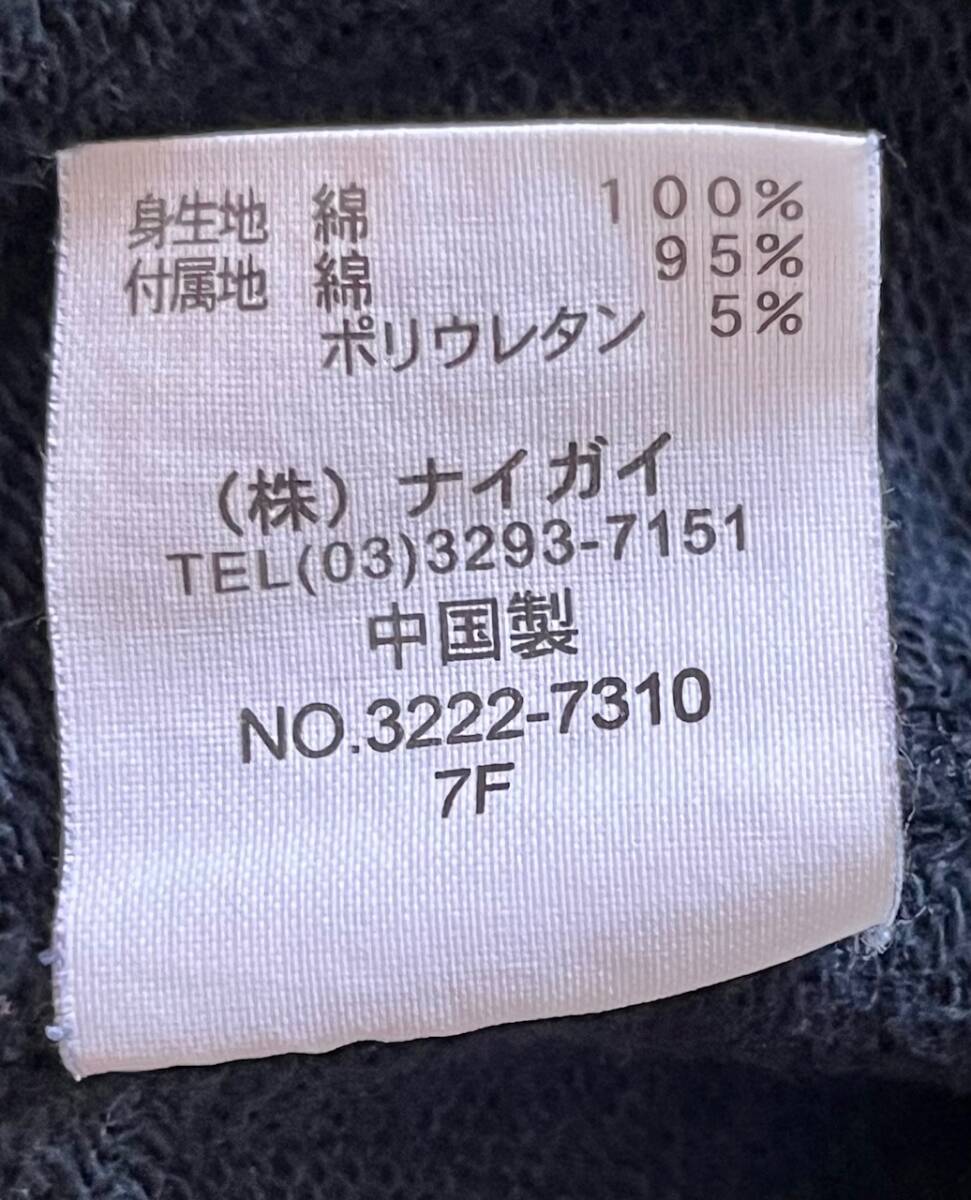 身生地 綿 100%
付属地 綿 95%
ポリウレタン 5%
(株) ナイガイ
TEL(03)3293-7151
中国製
NO.3222-7310
7F